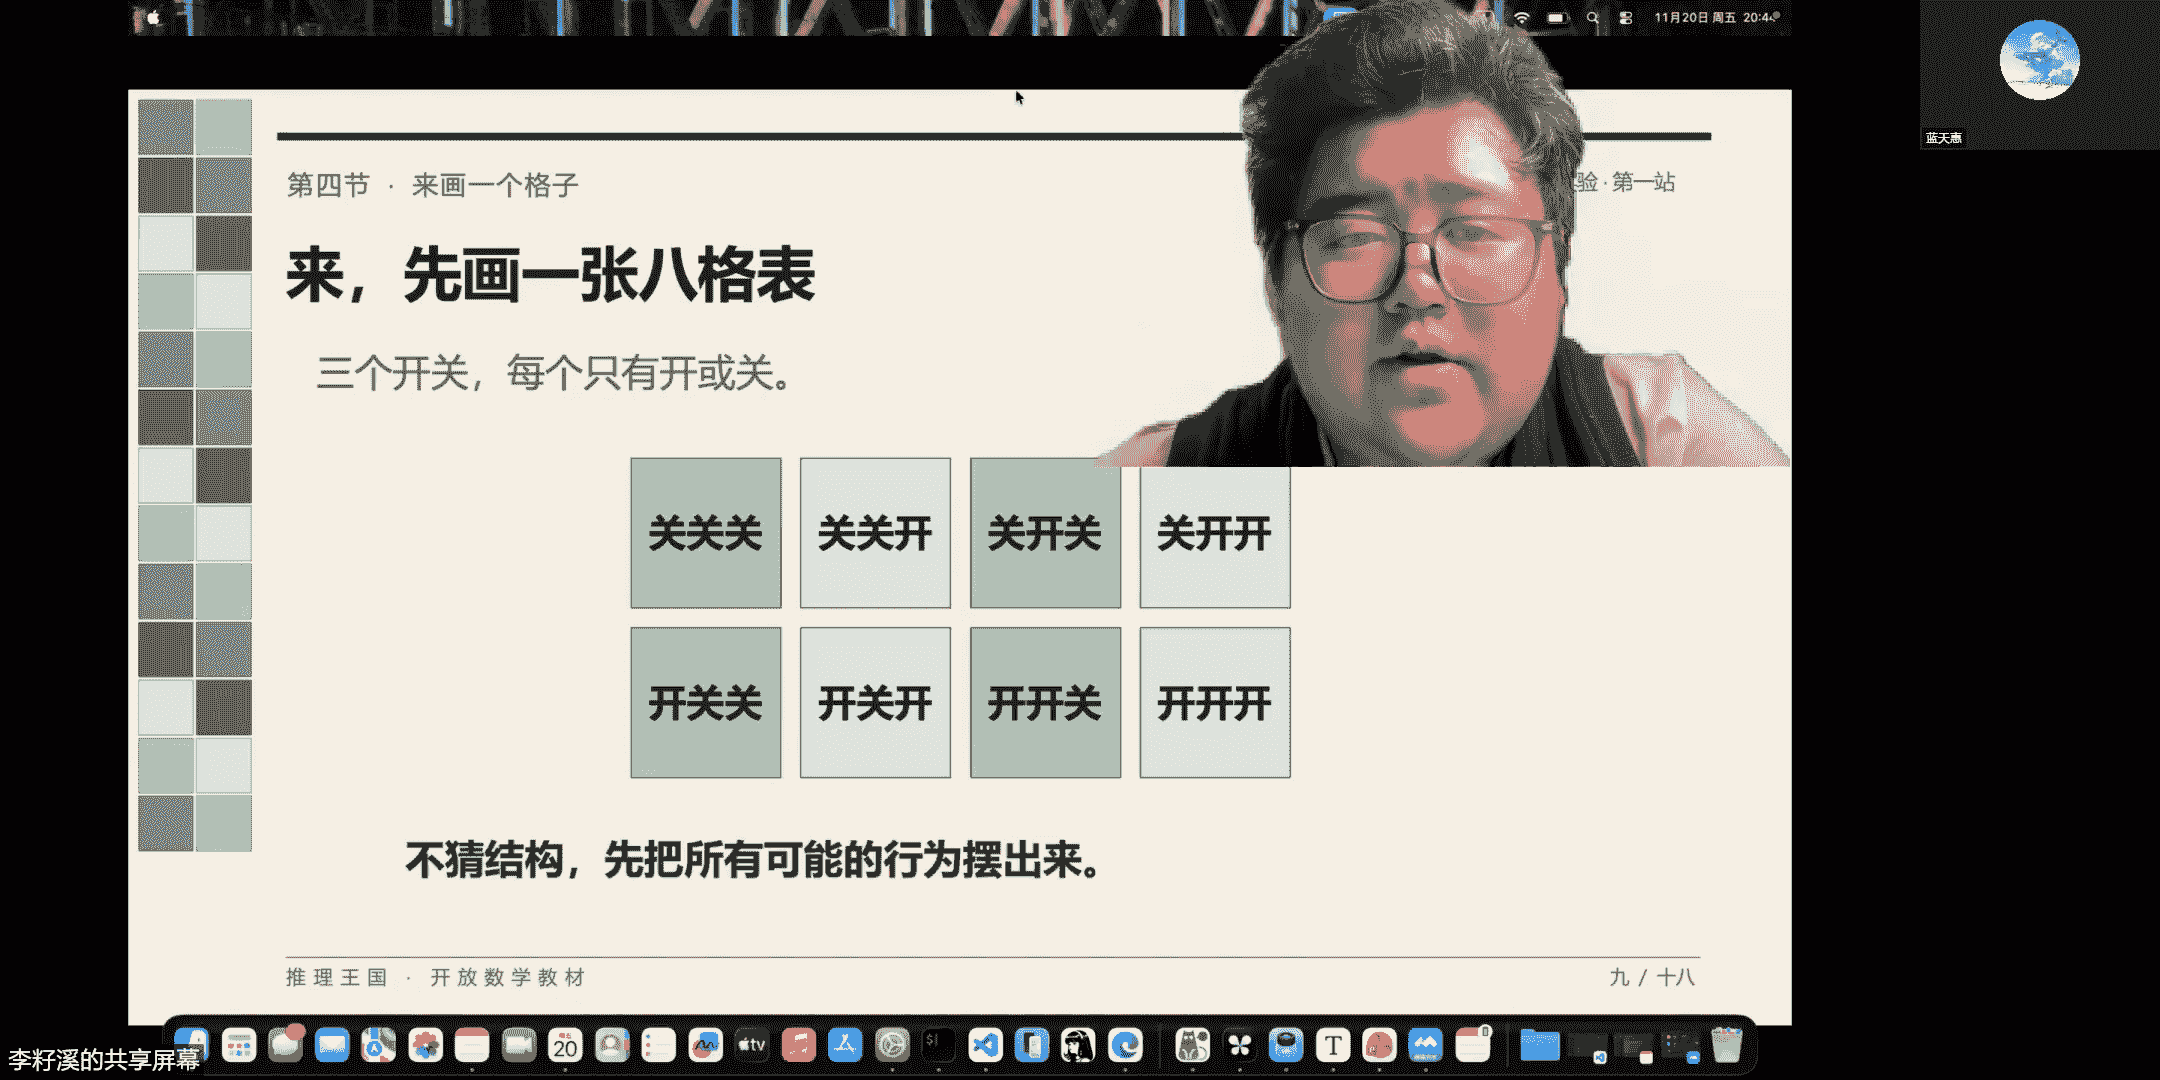 11月20日 周五 20:44
蓝天惠
第四节 · 来画一个格子
验·第一站
来，先画一张八格表
三个开关，每个只有开或关。
关关关 关关开 关开关 关开开
开关关 开关开 开开关 开开开
不猜结构，先把所有可能的行为摆出来。
推理王国 · 开放数学教材
九 / 十八
tv
20
$
T
李籽溪的共享屏幕